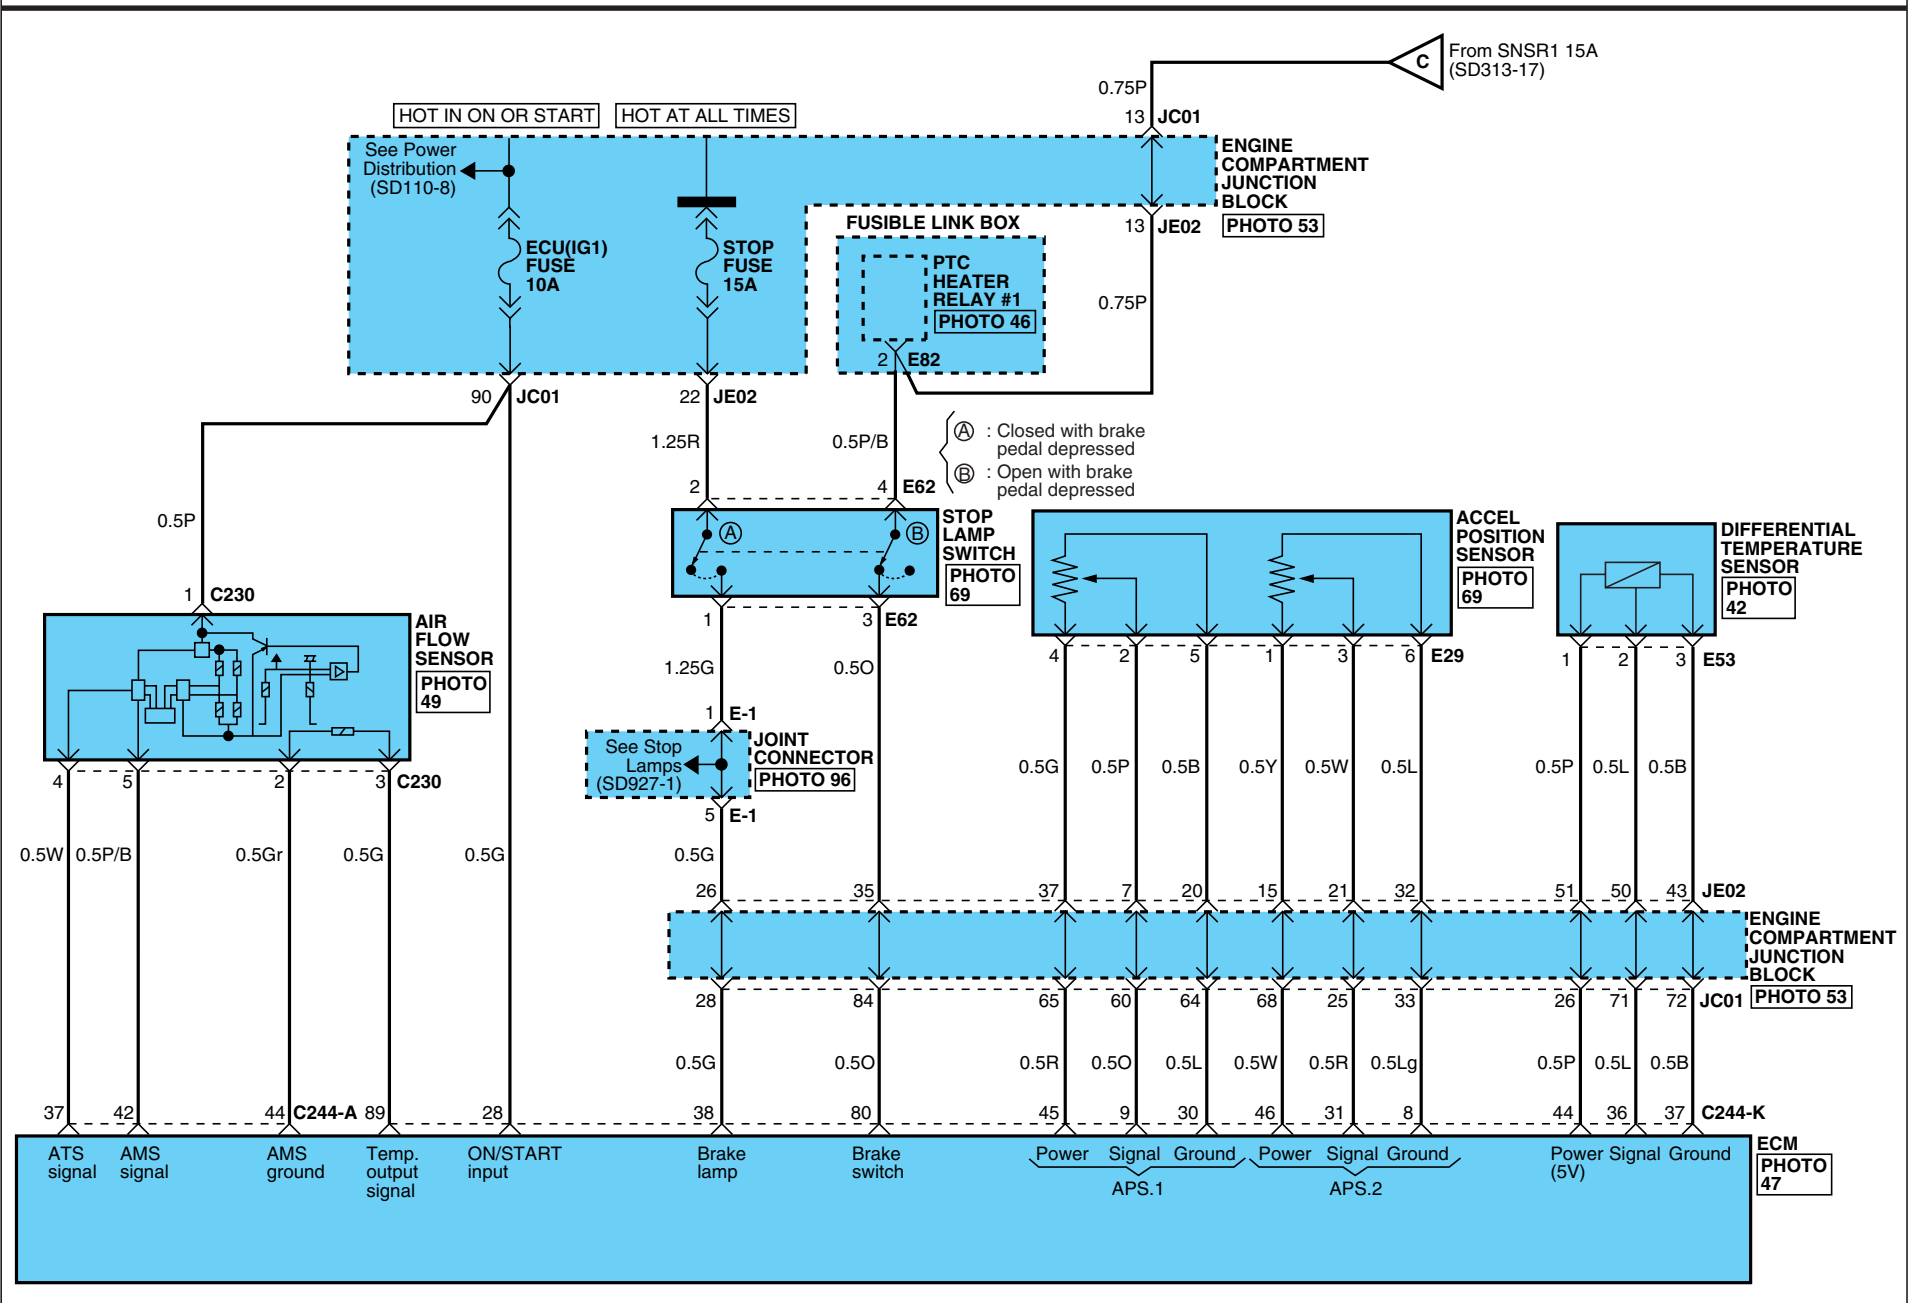 C
From SNSR1 15A
(SD313-17)
0.75P
HOT IN ON OR START
HOT AT ALL TIMES
13 JC01
See Power
Distribution
(SD110-8)
ENGINE
COMPARTMENT
JUNCTION
BLOCK
PHOTO 53
13 JE02
FUSIBLE LINK BOX
ECU(IG1)
FUSE
10A
STOP
FUSE
15A
PTC
HEATER
RELAY #1
PHOTO 46
0.75P
2 E82
90 JC01
22 JE02
1.25R
0.5P/B
A : Closed with brake
pedal depressed
B : Open with brake
pedal depressed
2
4 E62
0.5P
A
B
STOP
LAMP
SWITCH
PHOTO
69
ACCEL
POSITION
SENSOR
PHOTO
69
DIFFERENTIAL
TEMPERATURE
SENSOR
PHOTO
42
1 C230
AIR
FLOW
SENSOR
PHOTO
49
1
3 E62
4 2 5 1 3 6 E29
1 2 3 E53
1.25G
0.5O
1 E-1
See Stop
Lamps
(SD927-1)
JOINT
CONNECTOR
PHOTO 96
5 E-1
4 5 2 3 C230
0.5G 0.5P 0.5B 0.5Y 0.5W 0.5L 0.5P 0.5L 0.5B
0.5W 0.5P/B 0.5Gr 0.5G 0.5G 0.5G
26 35 37 7 20 15 21 32 51 50 43 JE02
ENGINE
COMPARTMENT
JUNCTION
BLOCK
PHOTO 53
28 84 65 60 64 68 25 33 26 71 72 JC01
0.5G 0.5O 0.5R 0.5O 0.5L 0.5W 0.5R 0.5Lg 0.5P 0.5L 0.5B
37 42 44 C244-A 89 28 38 80 45 9 30 46 31 8 44 36 37 C244-K
ATS
signal
AMS
signal
AMS
ground
Temp.
output
signal
ON/START
input
Brake
lamp
Brake
switch
Power Signal Ground
APS.1
Power Signal Ground
APS.2
Power Signal Ground
(5V)
ECM
PHOTO
47